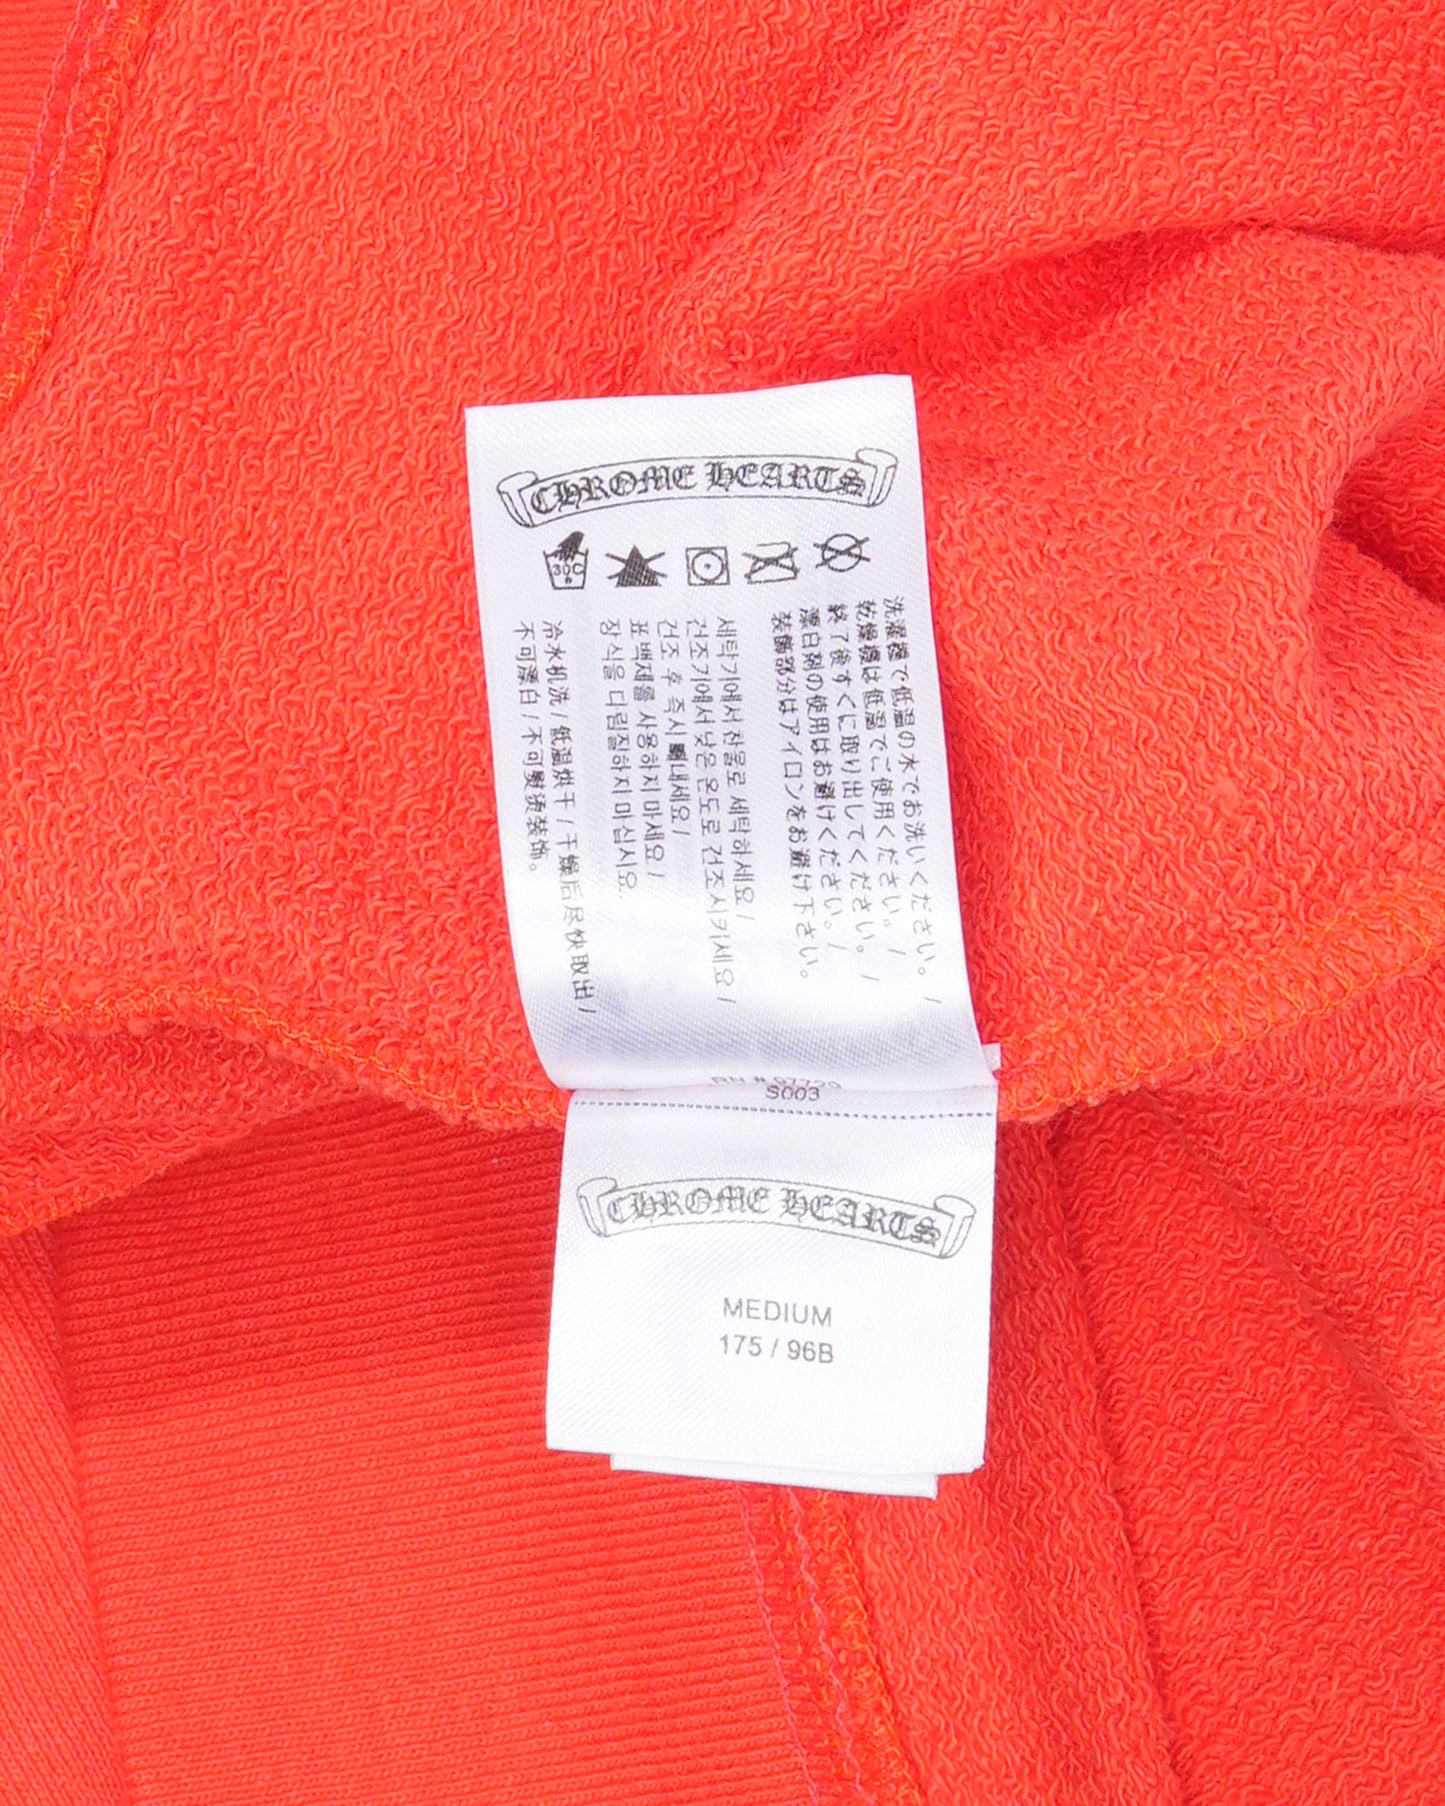 CHROME HEARTS
30C
洗濯機で低温の水でお洗いください。/
乾燥機は低温でご使用ください。/
終了後すぐに取り出してください。/
漂白剤の使用はお避けください。/
装飾部分はアイロンをお避け下さい。
세탁기에서 찬물로 세탁하세요/
건조기에서 낮은 온도로 건조시키세요/
건조 후 즉시 빼내세요/
표백제를 사용하지 마세요/
장식을 다림질하지 마십시요.
冷水机洗/低温烘干/干燥后尽快取出/
不可漂白/不可熨烫装饰。
RN # 97729
S003
CHROME HEARTS
MEDIUM
175 / 96B